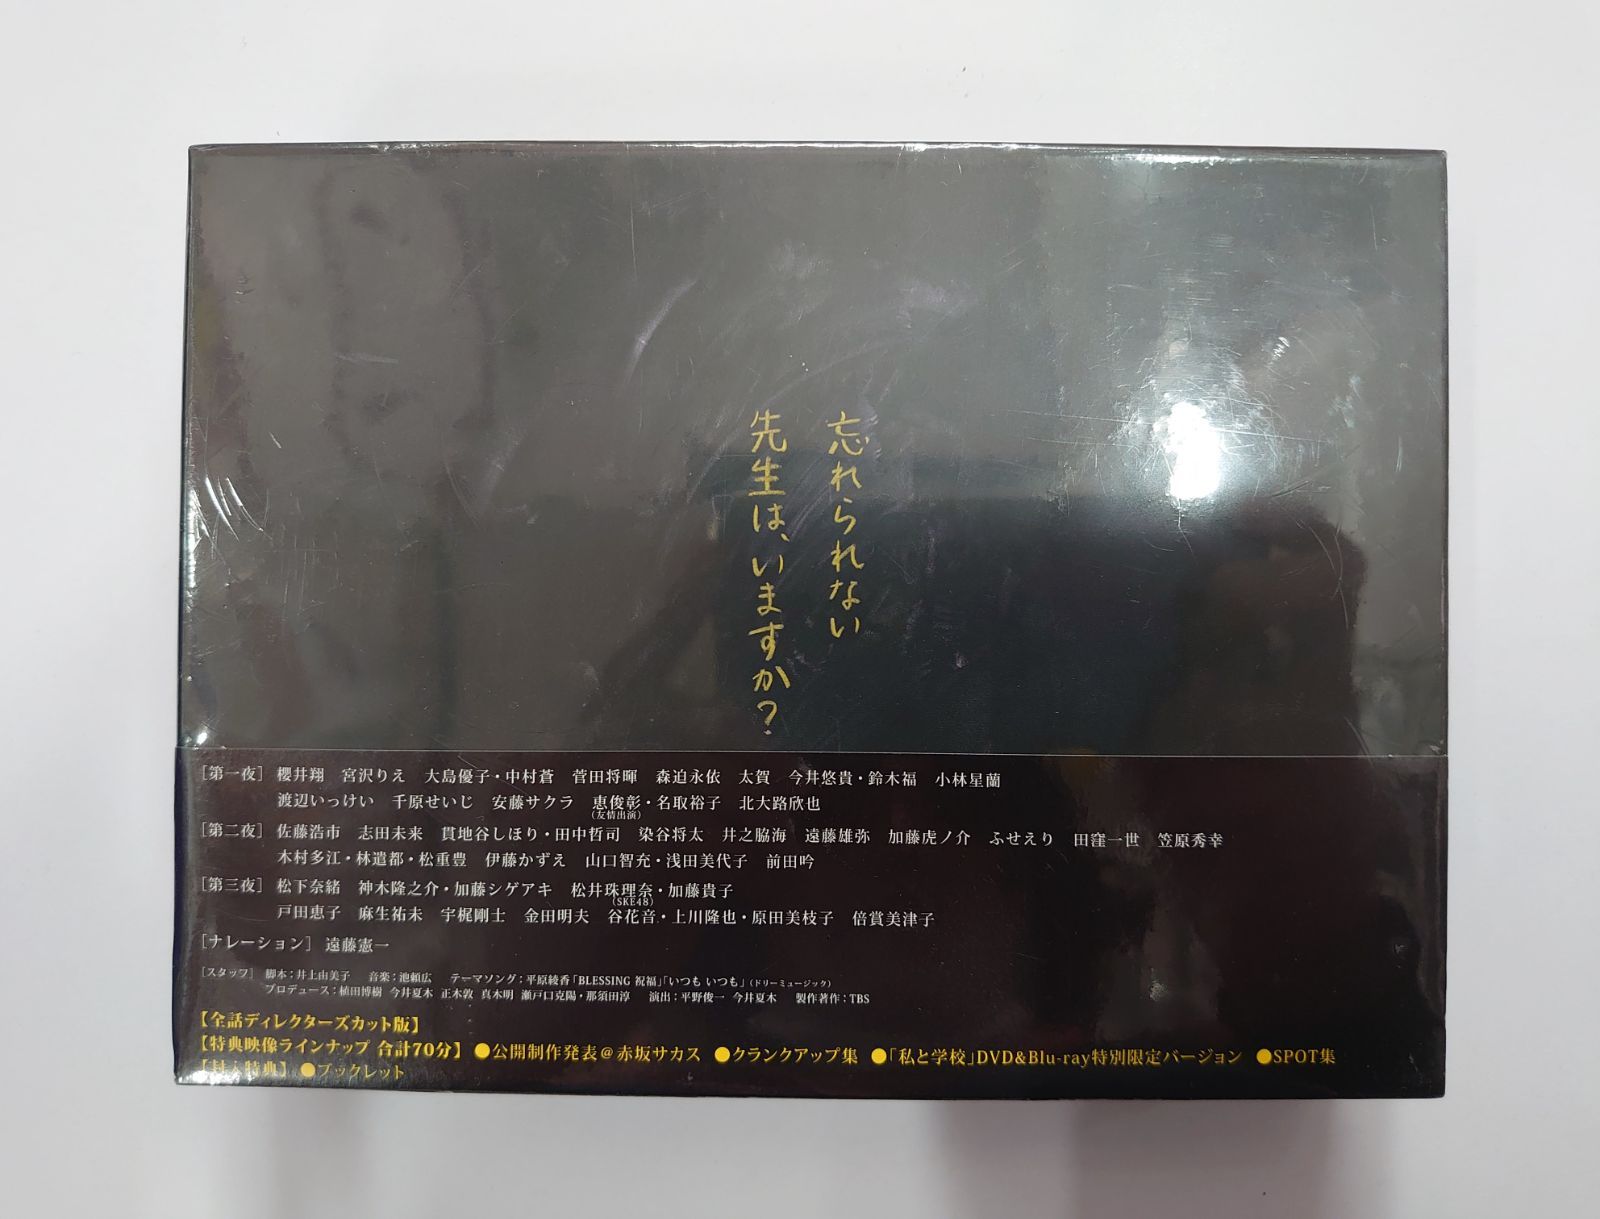 忘れられない
先生は、いますか?
［第一夜］ 櫻井翔　宮沢りえ　大島優子・中村蒼　菅田将暉　森迫永依　太賀　今井悠貴・鈴木福　小林星蘭
渡辺いっけい　千原せいじ　安藤サクラ　恵俊彰・名取裕子　北大路欣也
（友情出演）
［第二夜］ 佐藤浩市　志田未来　貫地谷しほり・田中哲司　染谷将太　井之脇海　遠藤雄弥　加藤虎ノ介　ふせえり　田窪一世　笠原秀幸
木村多江・林遣都・松重豊　伊藤かずえ　山口智充・浅田美代子　前田吟
［第三夜］ 松下奈緒　神木隆之介・加藤シゲアキ　松井珠理奈・加藤貴子
（SKE48）
戸田恵子　麻生祐未　宇梶剛士　金田明夫　谷花音・上川隆也・原田美枝子　倍賞美津子
［ナレーション］ 遠藤憲一
［スタッフ］ 脚本：井上由美子　音楽：池頼広　テーマソング：平原綾香「BLESSING 祝福」「いつも いつも」（ドリーミュージック）
プロデュース：植田博樹 今井夏木 正木敦 真木明 瀬戸口克陽・那須田淳　演出：平野俊一 今井夏木　製作著作：TBS
【全話ディレクターズカット版】
【特典映像ラインナップ 合計70分】 ●公開制作発表＠赤坂サカス ●クランクアップ集 ●「私と学校」DVD&Blu-ray特別限定バージョン ●SPOT集
【封入特典】 ●ブックレット